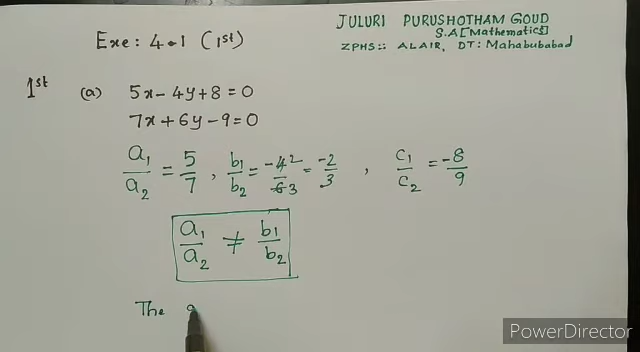 JULURI PURUSHOTHAM GOUD
S.A [Mathematics]
ZPHS:: ALAIR, DT: Mahabubabad
Exe: 4.1 (1st)
1st (a) 5x - 4y + 8 = 0
7x + 6y - 9 = 0
a₁/a₂ = 5/7 , b₁/b₂ = -4 2/6 3 = -2/3 , c₁/c₂ = -8/9
a₁/a₂ ≠ b₁/b₂
The
PowerDirector